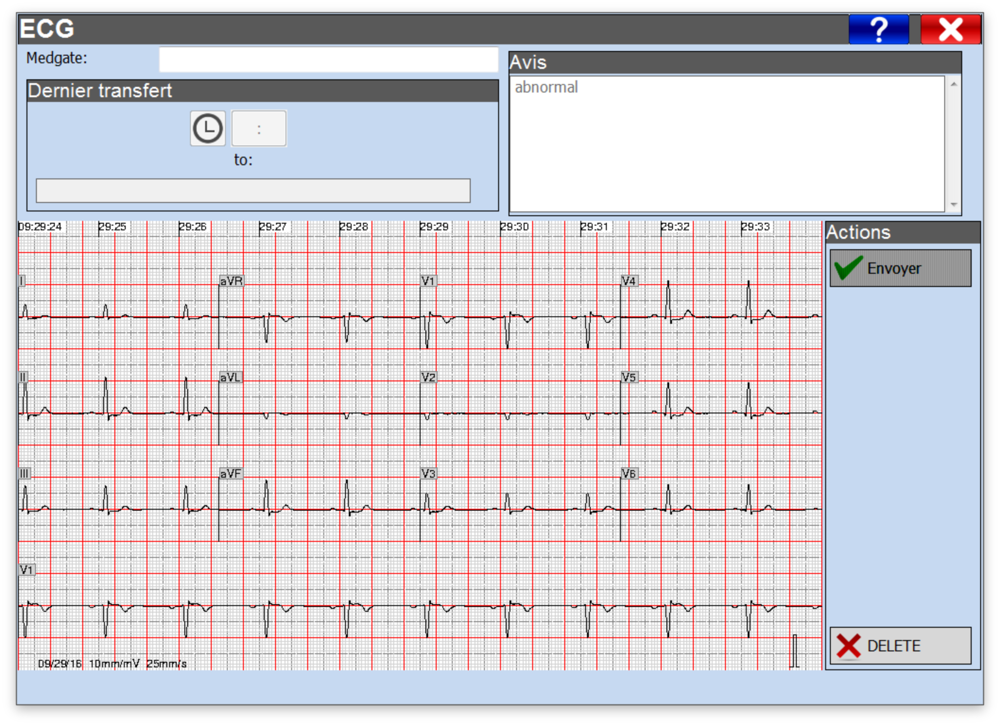 ECG
?
Medgate:
Dernier transfert
:
to:
Avis
abnormal
09:29:24 29:25 29:26 29:27 29:28 29:29 29:30 29:31 29:32 29:33
I aVR V1 V4
II aVL V2 V5
III aVF V3 V6
V1
09/29/16 10mm/mV 25mm/s
Actions
Envoyer
DELETE